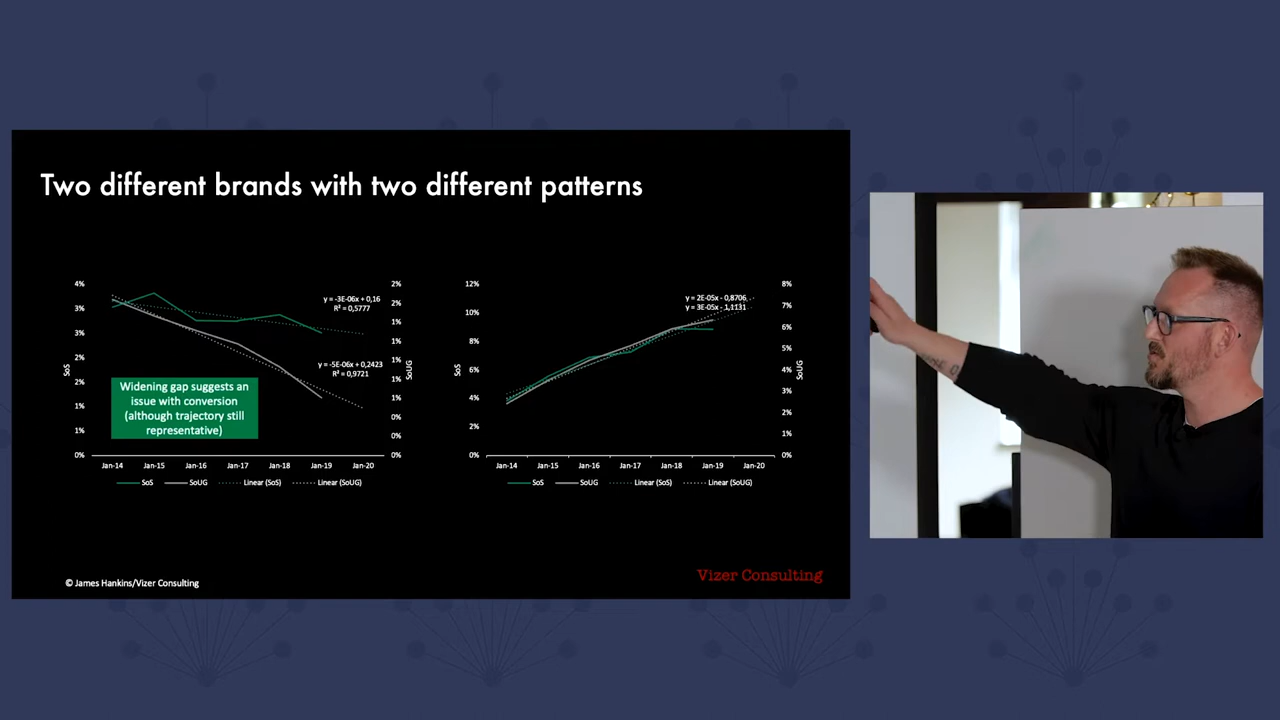 Two different brands with two different patterns
4%
3%
3%
2%
2%
1%
1%
0%
SoS
2%
2%
1%
1%
1%
1%
1%
0%
0%
0%
SoUG
y = -3E-06x + 0,16
R² = 0,5777
y = -5E-06x + 0,2423
R² = 0,9721
Widening gap suggests an
issue with conversion
(although trajectory still
representative)
Jan-14 Jan-15 Jan-16 Jan-17 Jan-18 Jan-19 Jan-20
SoS SoUG Linear (SoS) Linear (SoUG)
12%
10%
8%
6%
4%
2%
0%
SoS
8%
7%
6%
5%
4%
3%
2%
1%
0%
SoUG
y = 2E-05x - 0,8706
y = 3E-05x - 1,1131
Jan-14 Jan-15 Jan-16 Jan-17 Jan-18 Jan-19 Jan-20
SoS SoUG Linear (SoS) Linear (SoUG)
© James Hankins/Vizer Consulting
Vizer Consulting